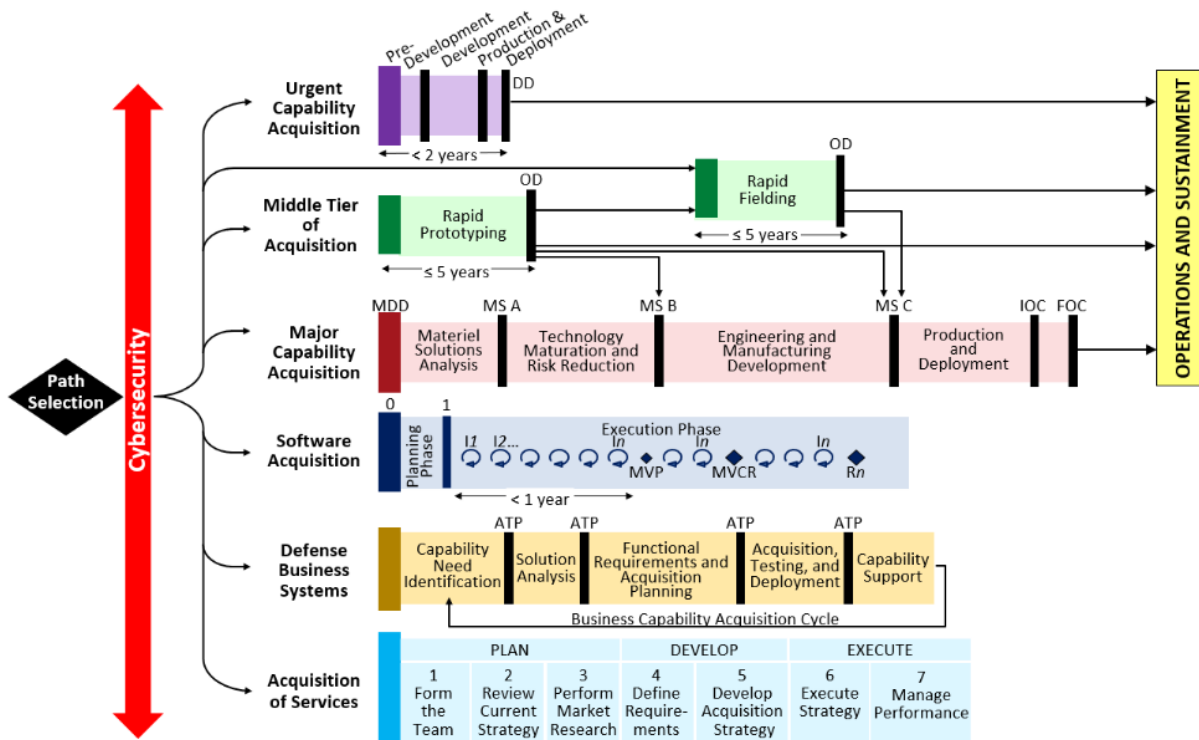 Pre-
Development
Development
Production &
Deployment
Urgent
Capability
Acquisition
DD
< 2 years
OD
Rapid
Fielding
≤ 5 years
OD
Middle Tier
of
Acquisition
Rapid
Prototyping
≤ 5 years
MDD
MS A
MS B
MS C
IOC
FOC
Major
Capability
Acquisition
Materiel
Solutions
Analysis
Technology
Maturation and
Risk Reduction
Engineering and
Manufacturing
Development
Production
and
Deployment
OPERATIONS AND SUSTAINMENT
Path
Selection
Cybersecurity
0
1
Software
Acquisition
Planning
Phase
Execution Phase
I1
I2...
In
In
In
MVP
MVCR
Rn
< 1 year
ATP
ATP
ATP
ATP
Defense
Business
Systems
Capability
Need
Identification
Solution
Analysis
Functional
Requirements and
Acquisition
Planning
Acquisition,
Testing, and
Deployment
Capability
Support
Business Capability Acquisition Cycle
Acquisition
of Services
PLAN
DEVELOP
EXECUTE
1
Form
the
Team
2
Review
Current
Strategy
3
Perform
Market
Research
4
Define
Require-
ments
5
Develop
Acquisition
Strategy
6
Execute
Strategy
7
Manage
Performance